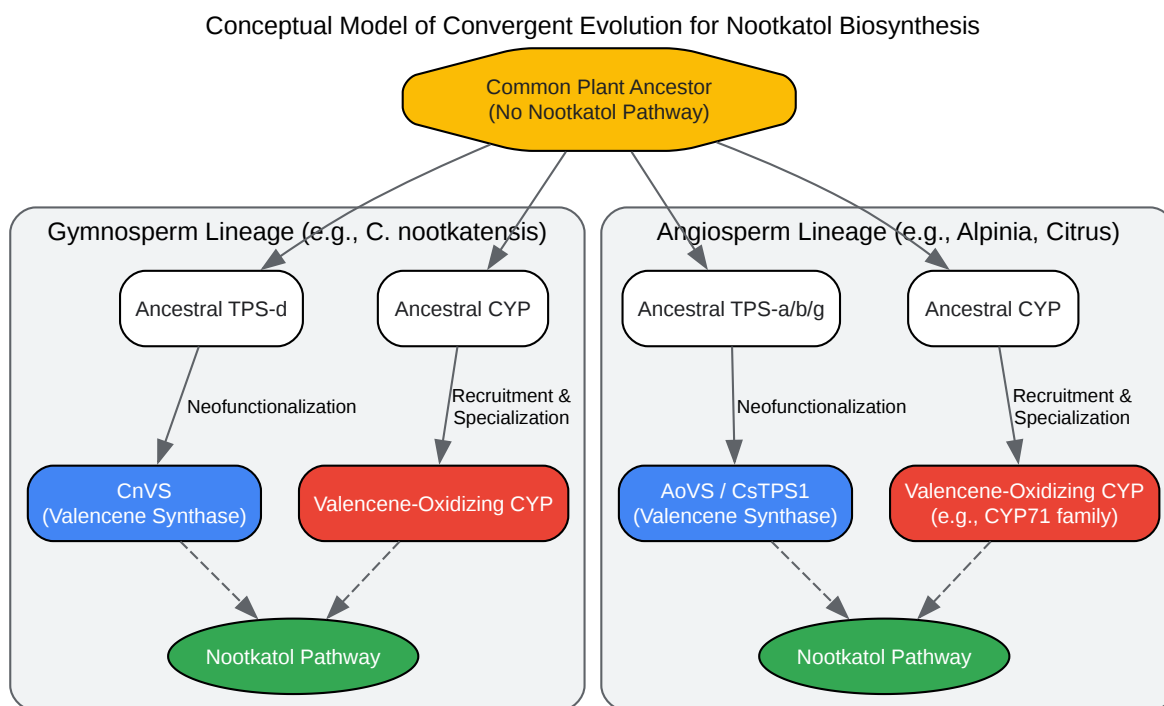 Conceptual Model of Convergent Evolution for Nootkatol Biosynthesis
Common Plant Ancestor
(No Nootkatol Pathway)
Gymnosperm Lineage (e.g., C. nootkatensis)
Angiosperm Lineage (e.g., Alpinia, Citrus)
Ancestral TPS-d
Ancestral CYP
Ancestral TPS-a/b/g
Ancestral CYP
Neofunctionalization
Recruitment &
Specialization
Neofunctionalization
Recruitment &
Specialization
CnVS
(Valencene Synthase)
Valencene-Oxidizing CYP
AoVS / CsTPS1
(Valencene Synthase)
Valencene-Oxidizing CYP
(e.g., CYP71 family)
Nootkatol Pathway
Nootkatol Pathway